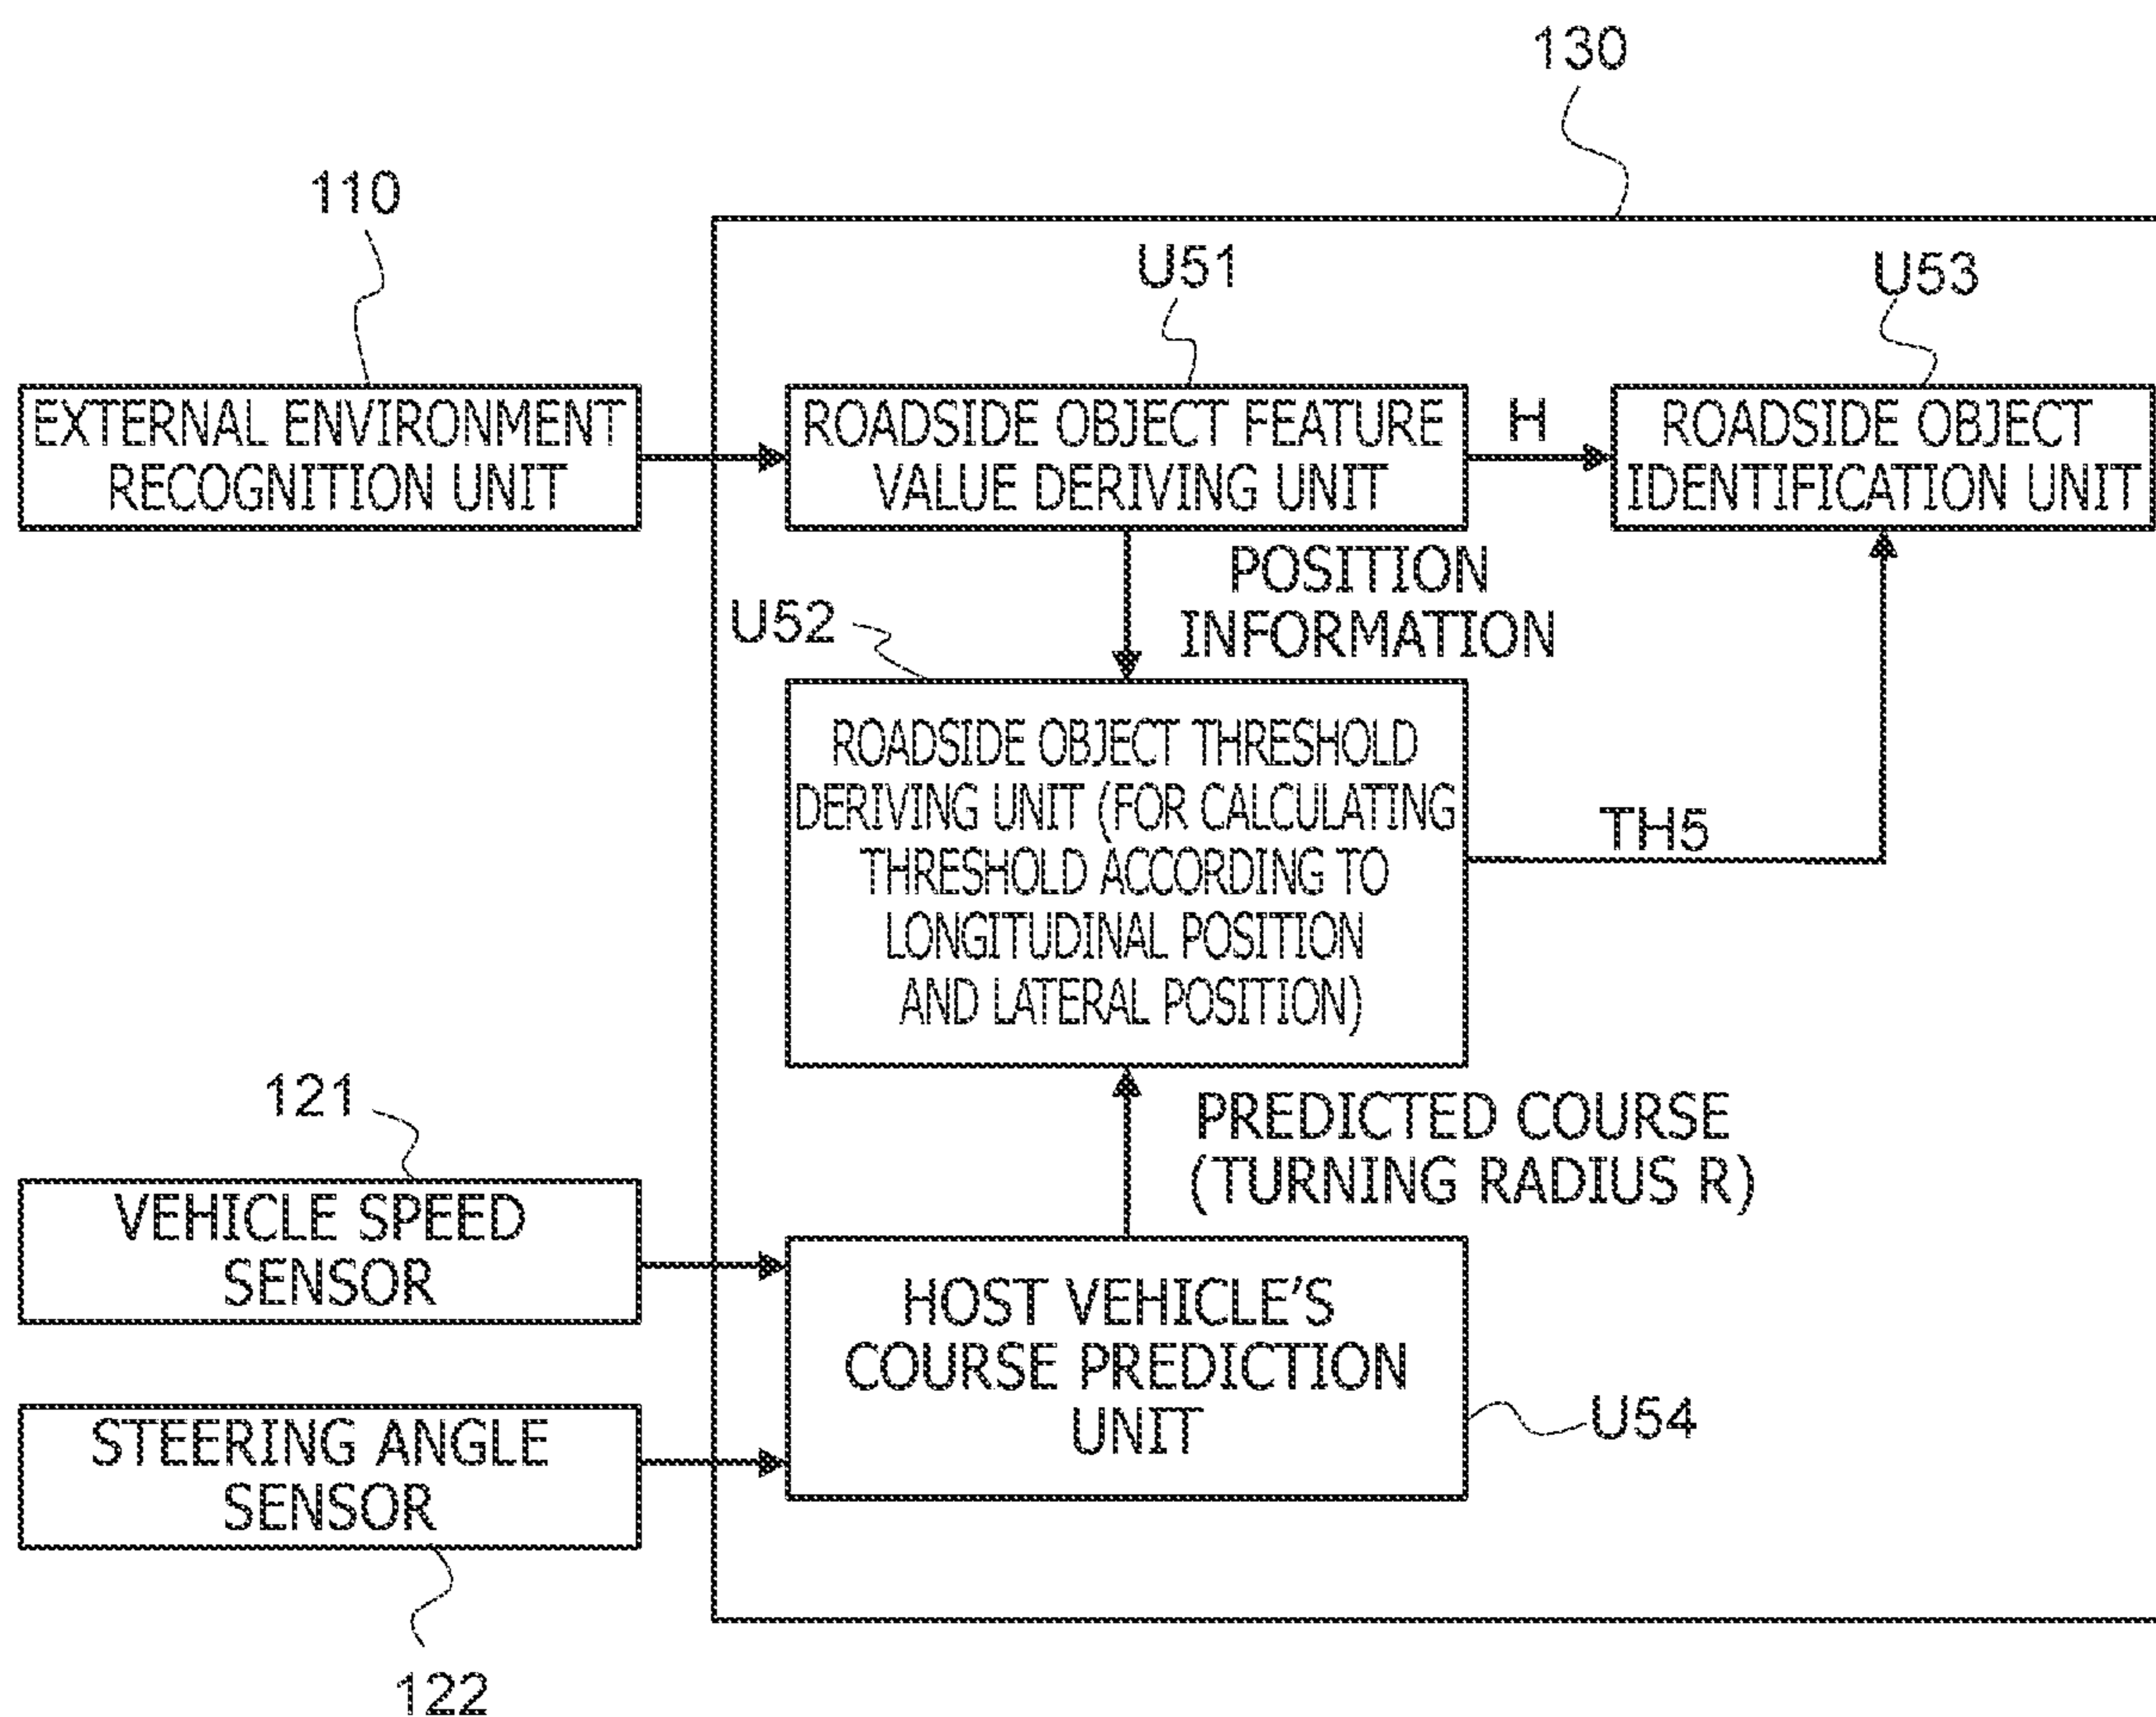 130
110
U51
U53
EXTERNAL ENVIRONMENT
RECOGNITION UNIT
ROADSIDE OBJECT FEATURE
VALUE DERIVING UNIT
H
ROADSIDE OBJECT
IDENTIFICATION UNIT
POSITION
INFORMATION
U52
ROADSIDE OBJECT THRESHOLD
DERIVING UNIT (FOR CALCULATING
THRESHOLD ACCORDING TO
LONGITUDINAL POSITION
AND LATERAL POSITION)
TH5
121
PREDICTED COURSE
(TURNING RADIUS R)
VEHICLE SPEED
SENSOR
HOST VEHICLE'S
COURSE PREDICTION
UNIT
U54
STEERING ANGLE
SENSOR
122